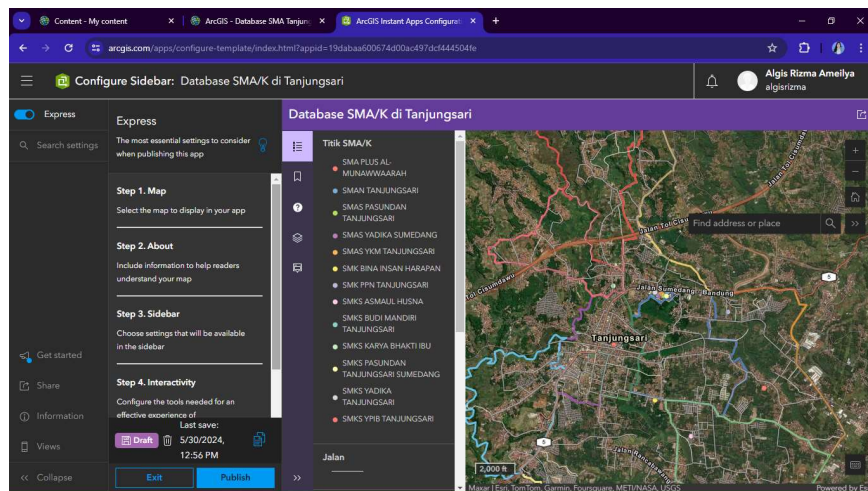 Content - My content
ArcGIS - Database SMA Tanjung
ArcGIS Instant Apps Configurat
arcgis.com/apps/configure-template/index.html?appid=19dabaa600674d00ac497dcf444504fe
Configure Sidebar: Database SMA/K di Tanjungsari
Algis Rizma Ameilya
algisrizma
Express
Search settings
Get started
Share
Information
Views
Collapse
Express
The most essential settings to consider
when publishing this app
Step 1. Map
Select the map to display in your app
Step 2. About
Include information to help readers
understand your map
Step 3. Sidebar
Choose settings that will be available
in the sidebar
Step 4. Interactivity
Configure the tools needed for an
effective experience of
Draft
Last save:
5/30/2024,
12:56 PM
Exit
Publish
Database SMA/K di Tanjungsari
Titik SMA/K
SMA PLUS AL-
MUNAWWAARAH
SMAN TANJUNGSARI
SMAS PASUNDAN
TANJUNGSARI
SMAS YADIKA SUMEDANG
SMAS YKM TANJUNGSARI
SMK BINA INSAN HARAPAN
SMK PPN TANJUNGSARI
SMKS ASMAUL HUSNA
SMKS BUDI MANDIRI
TANJUNGSARI
SMKS KARYA BHAKTI IBU
SMKS PASUNDAN
TANJUNGSARI SUMEDANG
SMKS YADIKA
TANJUNGSARI
SMKS YPIB TANJUNGSARI
Jalan
Jalan Tol Cisumdawu
Jalan Tol Cisu
Find address or place
Tol Cisumdawu
5
Jalan Sumedang - Bandung
Tanjungsari
5
2,000 ft
Maxar | Esri, TomTom, Garmin, Foursquare, METI/NASA, USGS
Powered by Es